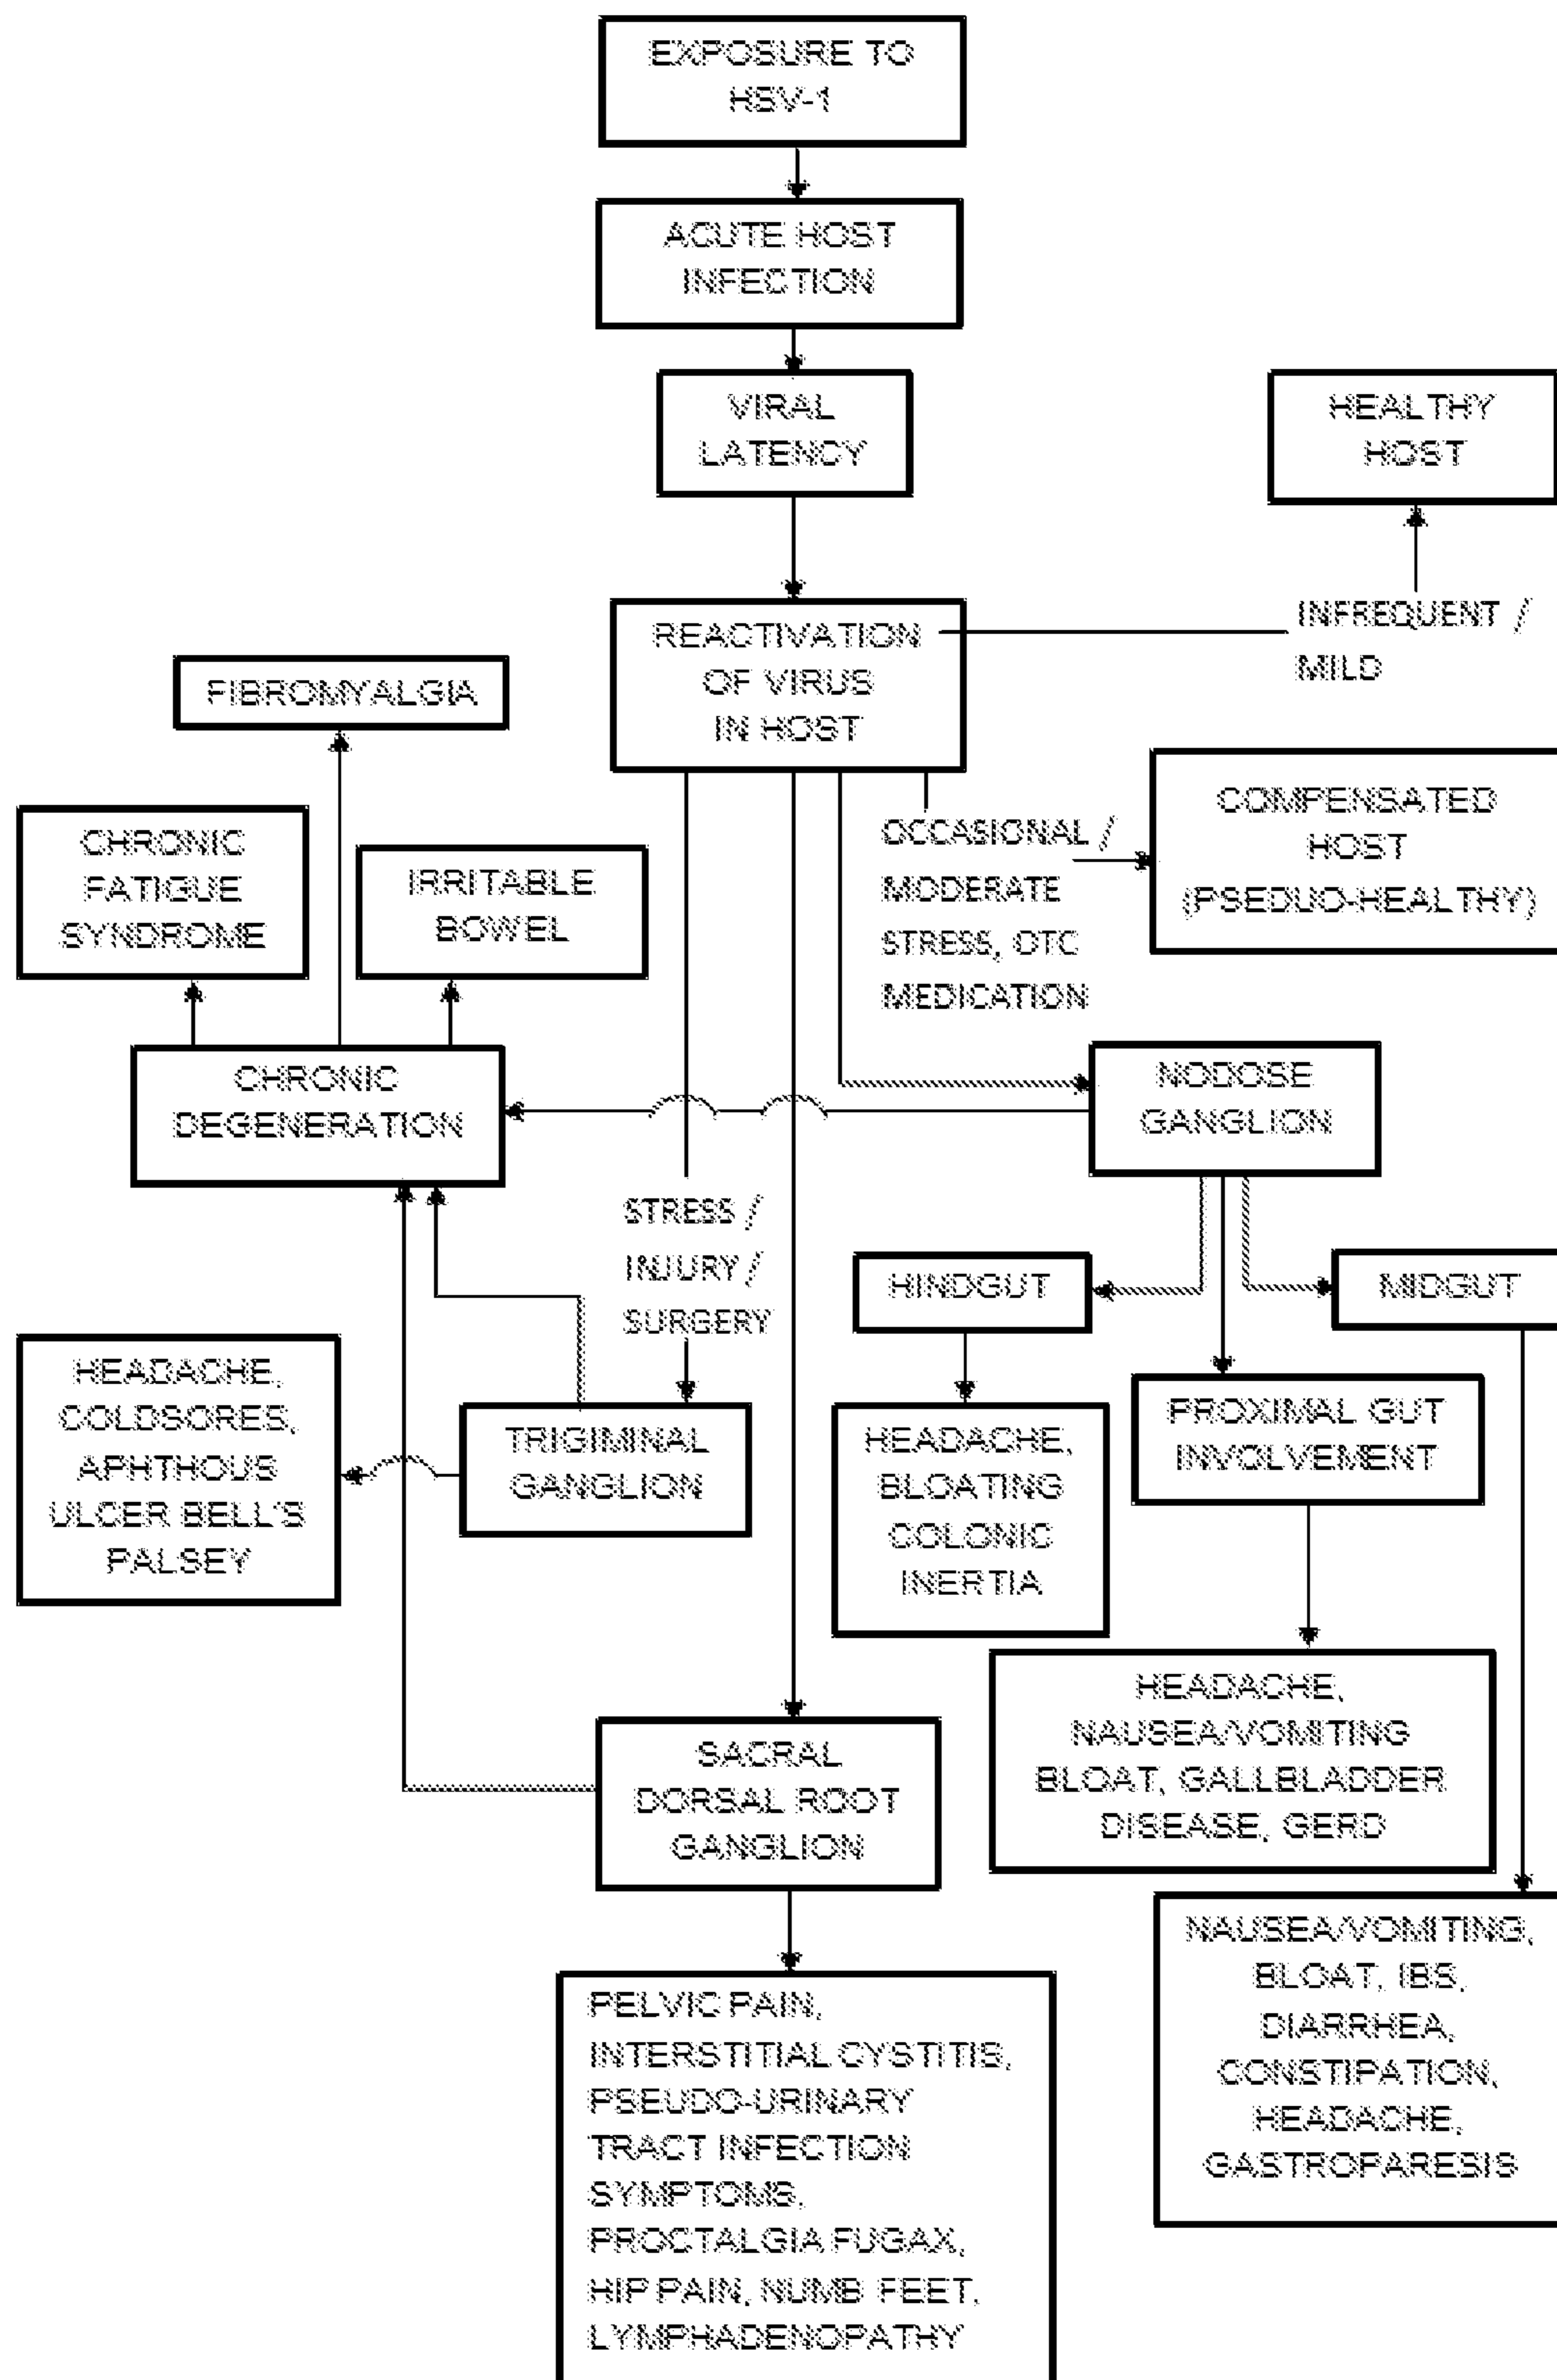 EXPOSURE TO
HSV-1
ACUTE HOST
INFECTION
VIRAL
LATENCY
HEALTHY
HOST
REACTIVATION
OF VIRUS
IN HOST
INFREQUENT /
MILD
FIBROMYALGIA
CHRONIC
FATIGUE
SYNDROME
IRRITABLE
BOWEL
OCCASIONAL /
MODERATE
STRESS, OTC
MEDICATION
COMPENSATED
HOST
(PSEDUO-HEALTHY)
CHRONIC
DEGENERATION
NODOSE
GANGLION
STRESS /
INJURY /
SURGERY
HINDGUT
MIDGUT
HEADACHE,
COLDSORES,
APHTHOUS
ULCER BELL'S
PALSEY
TRIGIMINAL
GANGLION
HEADACHE,
BLOATING
COLONIC
INERTIA
PROXIMAL GUT
INVOLVEMENT
SACRAL
DORSAL ROOT
GANGLION
HEADACHE,
NAUSEA/VOMITING
BLOAT, GALLBLADDER
DISEASE, GERD
NAUSEA/VOMITING,
BLOAT, IBS,
DIARRHEA,
CONSTIPATION,
HEADACHE,
GASTROPARESIS
PELVIC PAIN,
INTERSTITIAL CYSTITIS,
PSEUDO-URINARY
TRACT INFECTION
SYMPTOMS,
PROCTALGIA FUGAX,
HIP PAIN, NUMB FEET,
LYMPHADENOPATHY